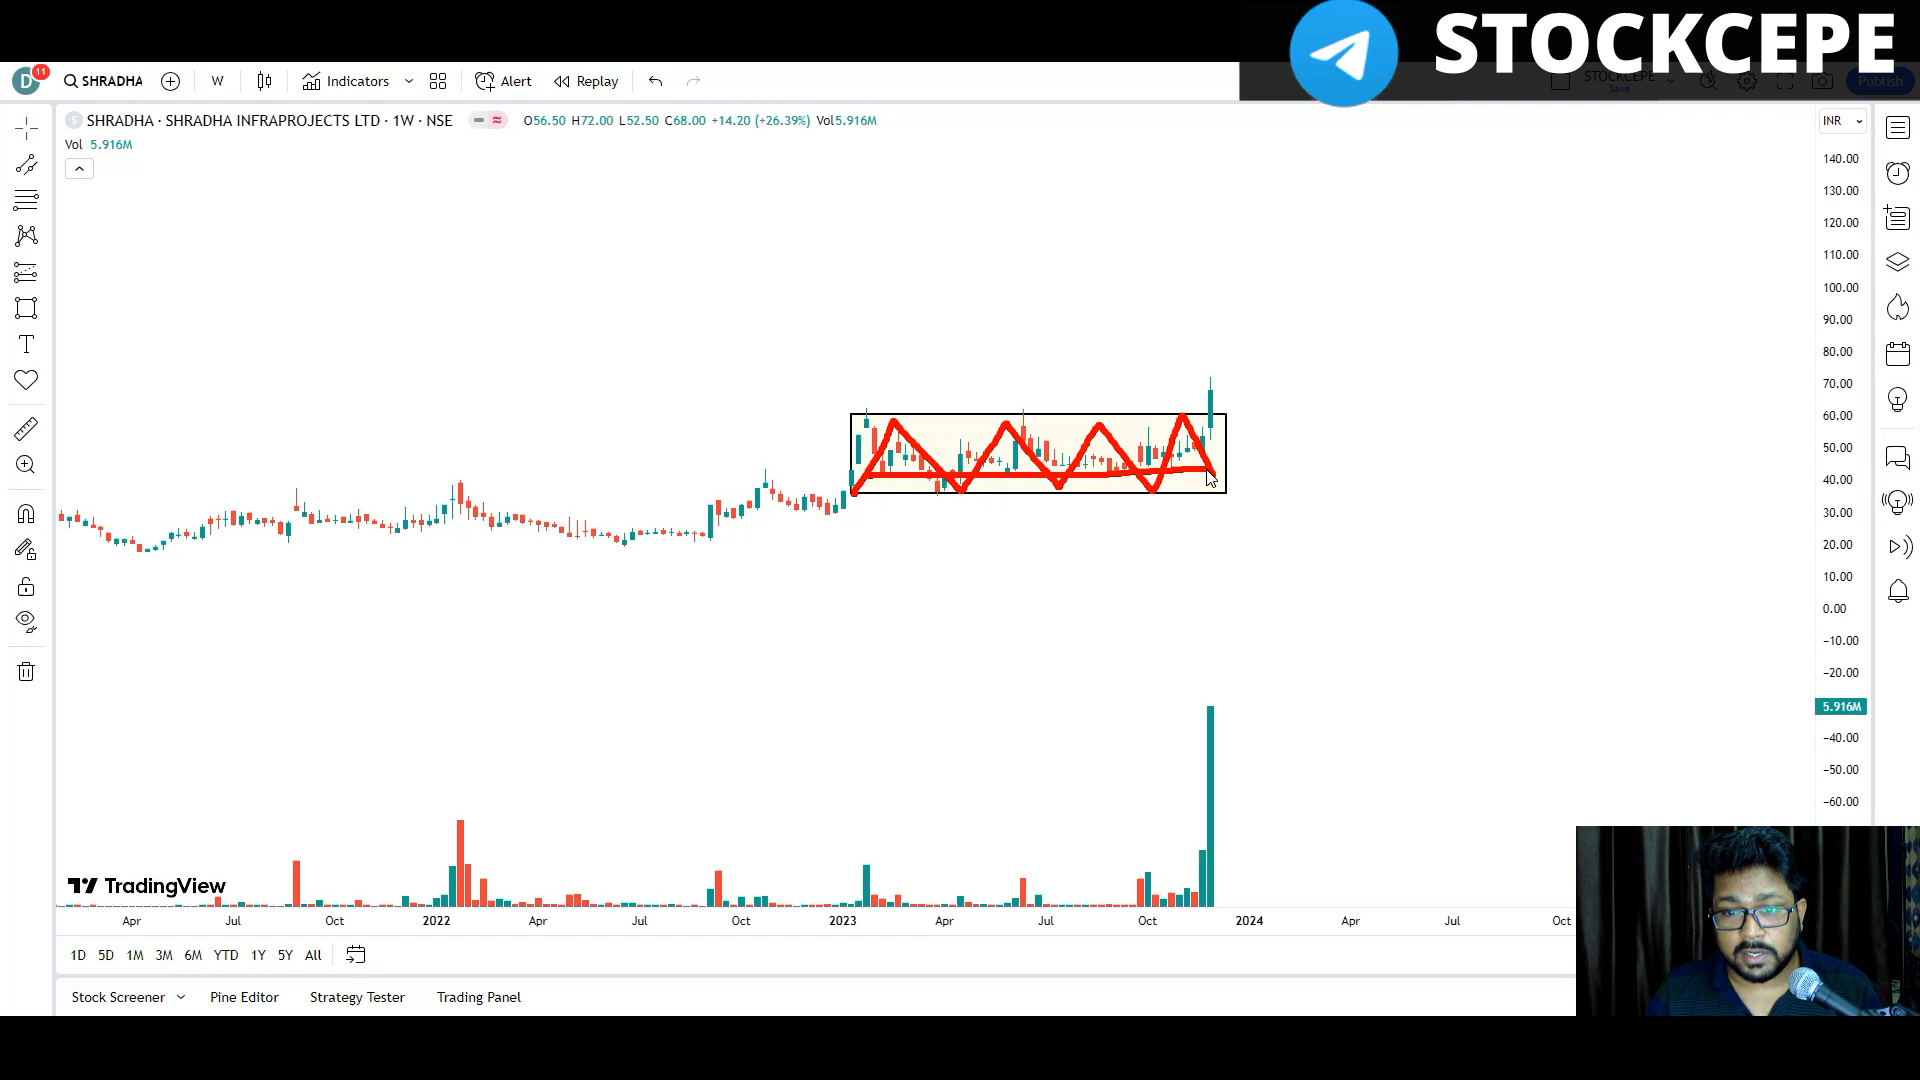 STOCKCEPE
D
11
SHRADHA
W
Indicators
Alert
Replay
STOCKCEPE
Save
Publish
S
SHRADHA · SHRADHA INFRAPROJECTS LTD · 1W · NSE
O56.50 H72.00 L52.50 C68.00 +14.20 (+26.39%) Vol5.916M
INR
Vol 5.916M
140.00
130.00
120.00
110.00
100.00
90.00
80.00
70.00
60.00
50.00
40.00
30.00
20.00
10.00
0.00
−10.00
−20.00
5.916M
−40.00
−50.00
−60.00
TradingView
Apr Jul Oct 2022 Apr Jul Oct 2023 Apr Jul Oct 2024 Apr Jul Oct
1D 5D 1M 3M 6M YTD 1Y 5Y All
Stock Screener Pine Editor Strategy Tester Trading Panel